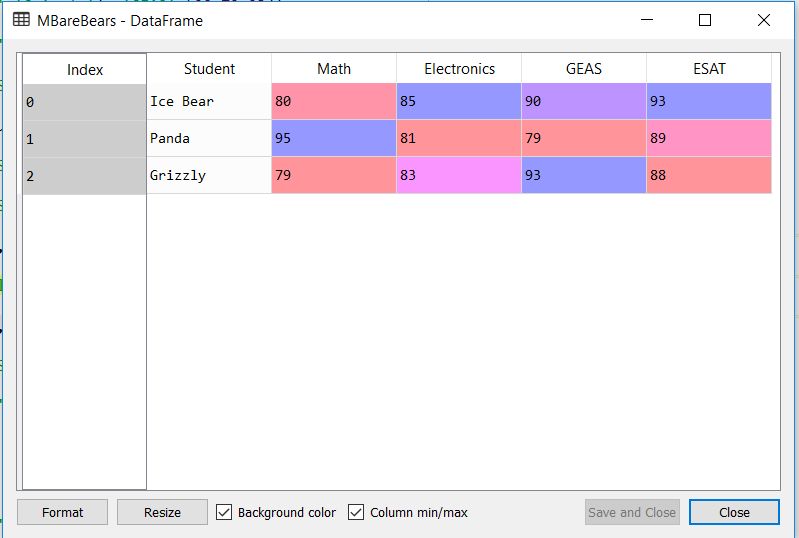 MBareBears - DataFrame
Index Student Math Electronics GEAS ESAT
0 Ice Bear 80 85 90 93
1 Panda 95 81 79 89
2 Grizzly 79 83 93 88
Format Resize Background color Column min/max Save and Close Close